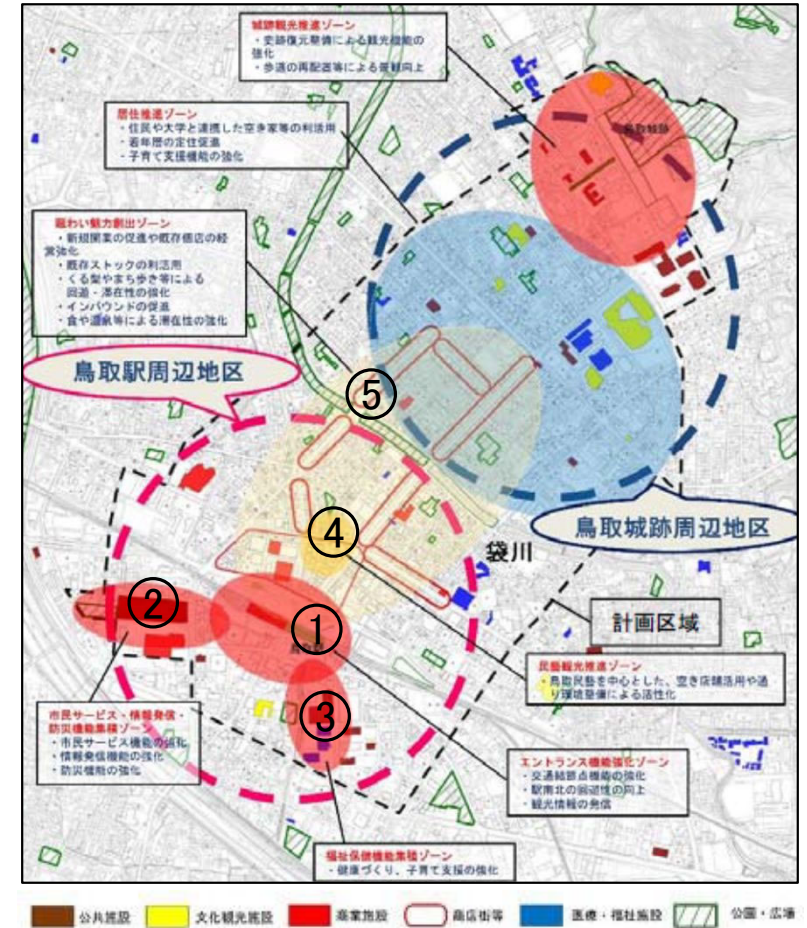 城跡観光推進ゾーン
・史跡復元整備による観光機能の
強化
・歩道の再配置等による景観向上
居住推進ゾーン
・住民や大学と連携した空き家等の利活用
・若年層の定住促進
・子育て支援機能の強化
賑わい魅力創出ゾーン
・新規開業の促進や既存個店の経
営強化
・既存ストックの利活用
・くる梨やまち歩き等による
回遊・滞在性の強化
・インバウンドの促進
・食や温泉等による滞在性の強化
鳥取城跡
鳥取駅周辺地区
⑤
④
袋川
鳥取城跡周辺地区
②
①
計画区域
③
民藝観光推進ゾーン
・鳥取民藝を中心とした、空き店舗活用や通
り環境整備による活性化
市民サービス・情報発信・
防災機能集積ゾーン
・市民サービス機能の強化
・情報発信機能の強化
・防災機能の強化
エントランス機能強化ゾーン
・交通結節点機能の強化
・駅南北の回遊性の向上
・観光情報の発信
福祉保健機能集積ゾーン
・健康づくり、子育て支援の強化
公共施設 文化観光施設 商業施設 商店街等 医療・福祉施設 公園・広場